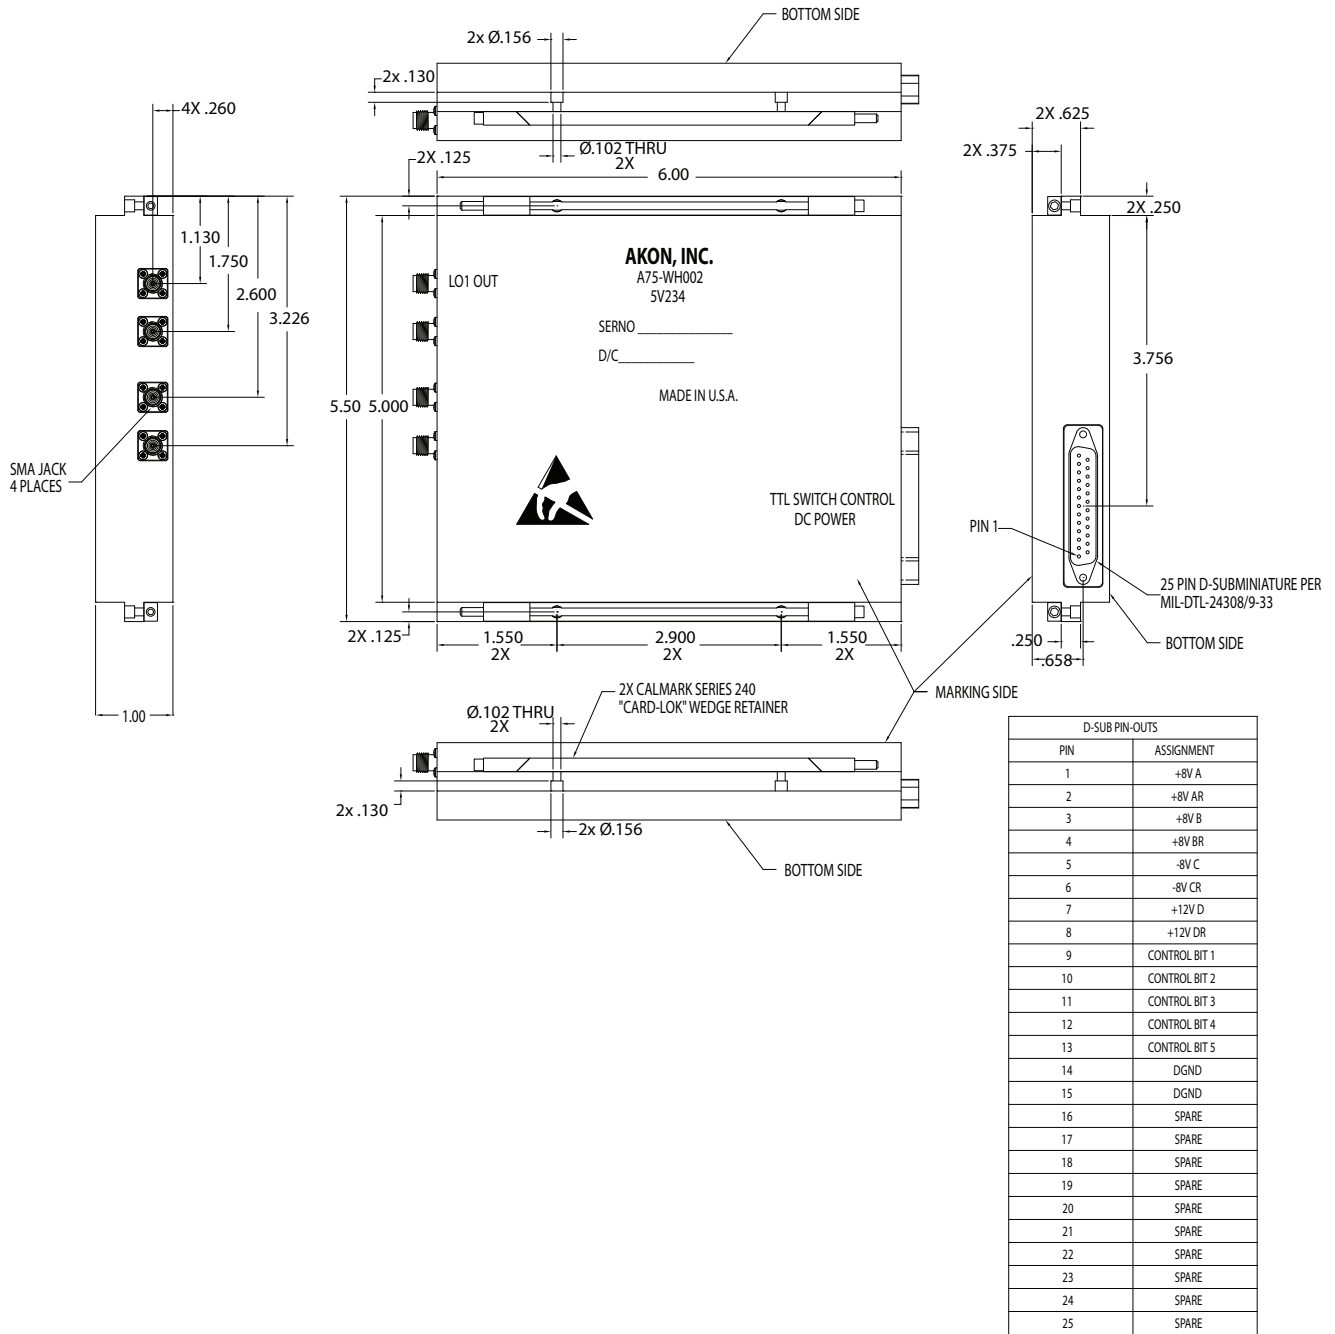 BOTTOM SIDE
2x Ø.156
2x .130
4X .260
2X .625
2X .375
Ø.102 THRU
2X
2X .125
6.00
2X .250
1.130
1.750
2.600
3.226
AKON, INC.
A75-WH002
5V234
LO1 OUT
SERNO _______________
D/C____________
MADE IN U.S.A.
3.756
5.50
5.000
SMA JACK
4 PLACES
TTL SWITCH CONTROL
DC POWER
PIN 1
25 PIN D-SUBMINIATURE PER
MIL-DTL-24308/9-33
2X .125
1.550
2X
2.900
2X
1.550
2X
.250
.658
BOTTOM SIDE
1.00
2X CALMARK SERIES 240
"CARD-LOK" WEDGE RETAINER
MARKING SIDE
Ø.102 THRU
2X
2x .130
2x Ø.156
BOTTOM SIDE
D-SUB PIN-OUTS
PIN ASSIGNMENT
1 +8V A
2 +8V AR
3 +8V B
4 +8V BR
5 -8V C
6 -8V CR
7 +12V D
8 +12V DR
9 CONTROL BIT 1
10 CONTROL BIT 2
11 CONTROL BIT 3
12 CONTROL BIT 4
13 CONTROL BIT 5
14 DGND
15 DGND
16 SPARE
17 SPARE
18 SPARE
19 SPARE
20 SPARE
21 SPARE
22 SPARE
23 SPARE
24 SPARE
25 SPARE